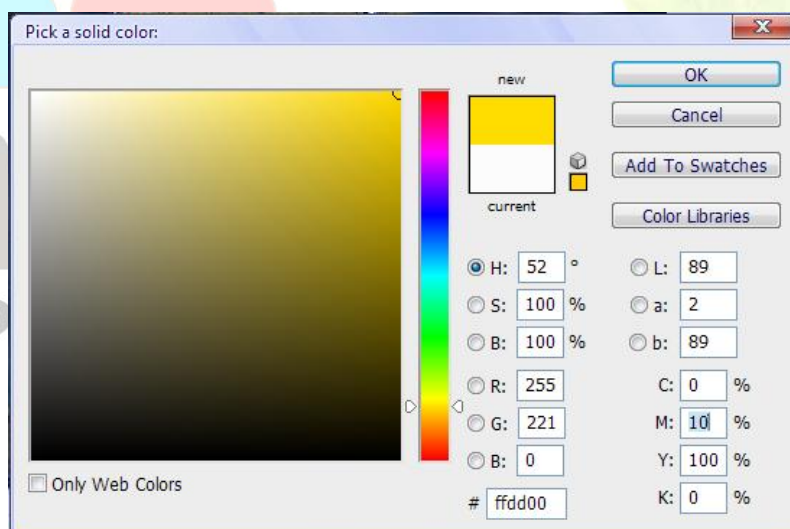 Pick a solid color:
new
OK
Cancel
Add To Swatches
current
Color Libraries
H: 52 ° L: 89
S: 100 % a: 2
B: 100 % b: 89
R: 255 C: 0 %
G: 221 M: 10 %
B: 0 Y: 100 %
Only Web Colors
# ffdd00 K: 0 %